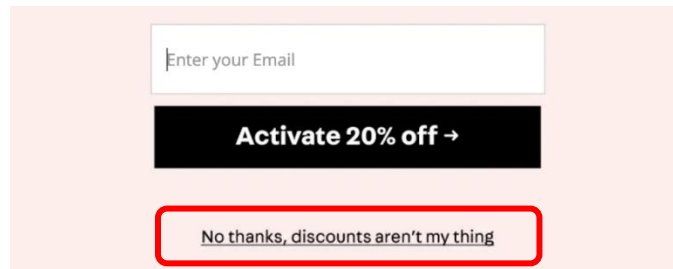 Enter your Email
Activate 20% off →
No thanks, discounts aren't my thing